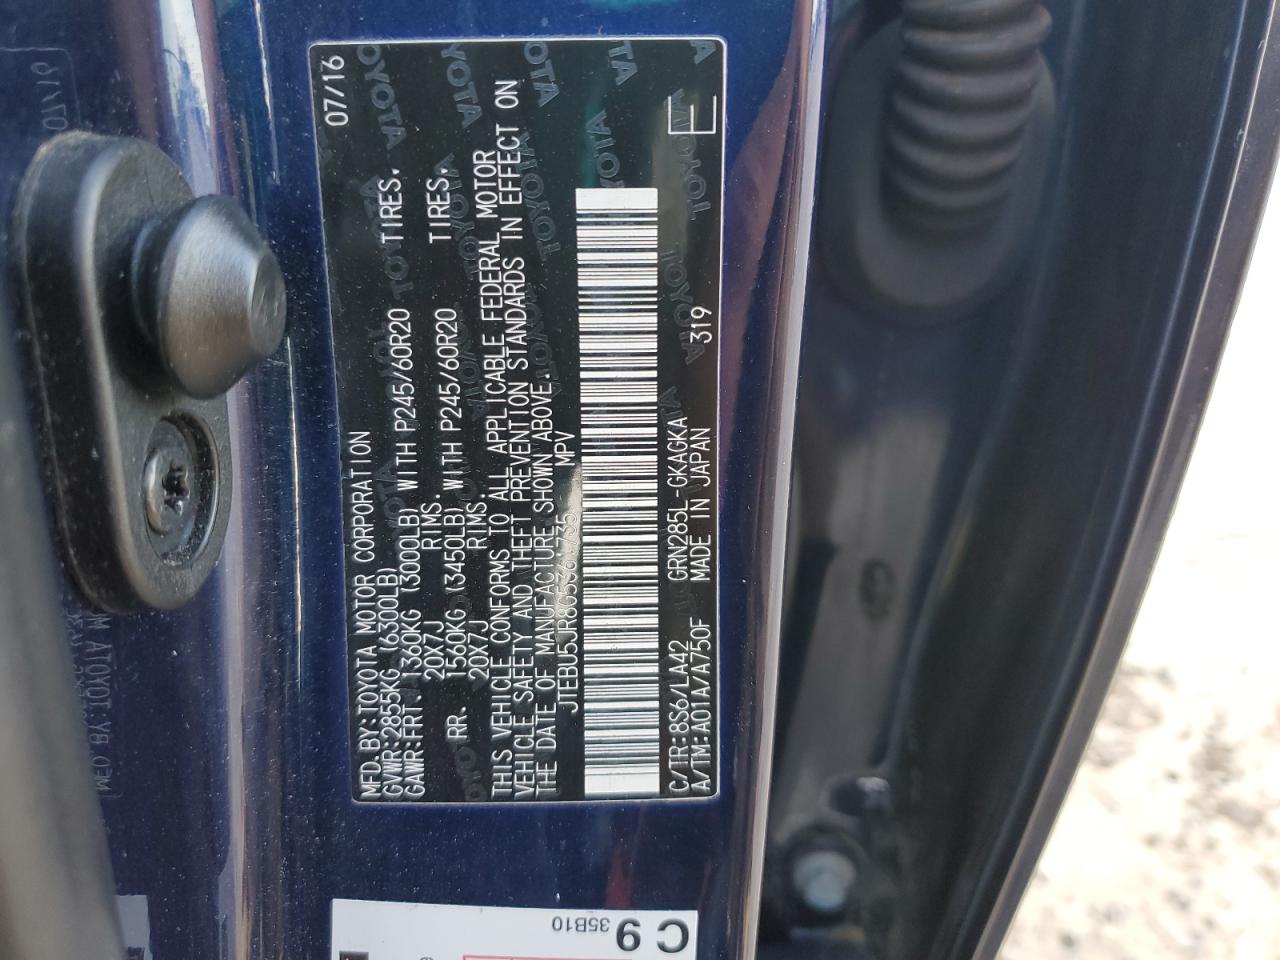 07/16
MFD.BY:TOYOTA MOTOR CORPORATION
GVWR:2855KG (6300LB)
GAWR:FRT. 1360KG (3000LB) WITH P245/60R20 TIRES.
20X7J RIMS.
RR. 1560KG (3450LB) WITH P245/60R20 TIRES.
20X7J RIMS.
THIS VEHICLE CONFORMS TO ALL APPLICABLE FEDERAL MOTOR
VEHICLE SAFETY AND THEFT PREVENTION STANDARDS IN EFFECT ON
THE DATE OF MANUFACTURE SHOWN ABOVE.
MPV
C/TR:8S6/LA42 GRN285L-GKAGKA
A/TM:A01A/A750F MADE IN JAPAN 319
C 9
35B10